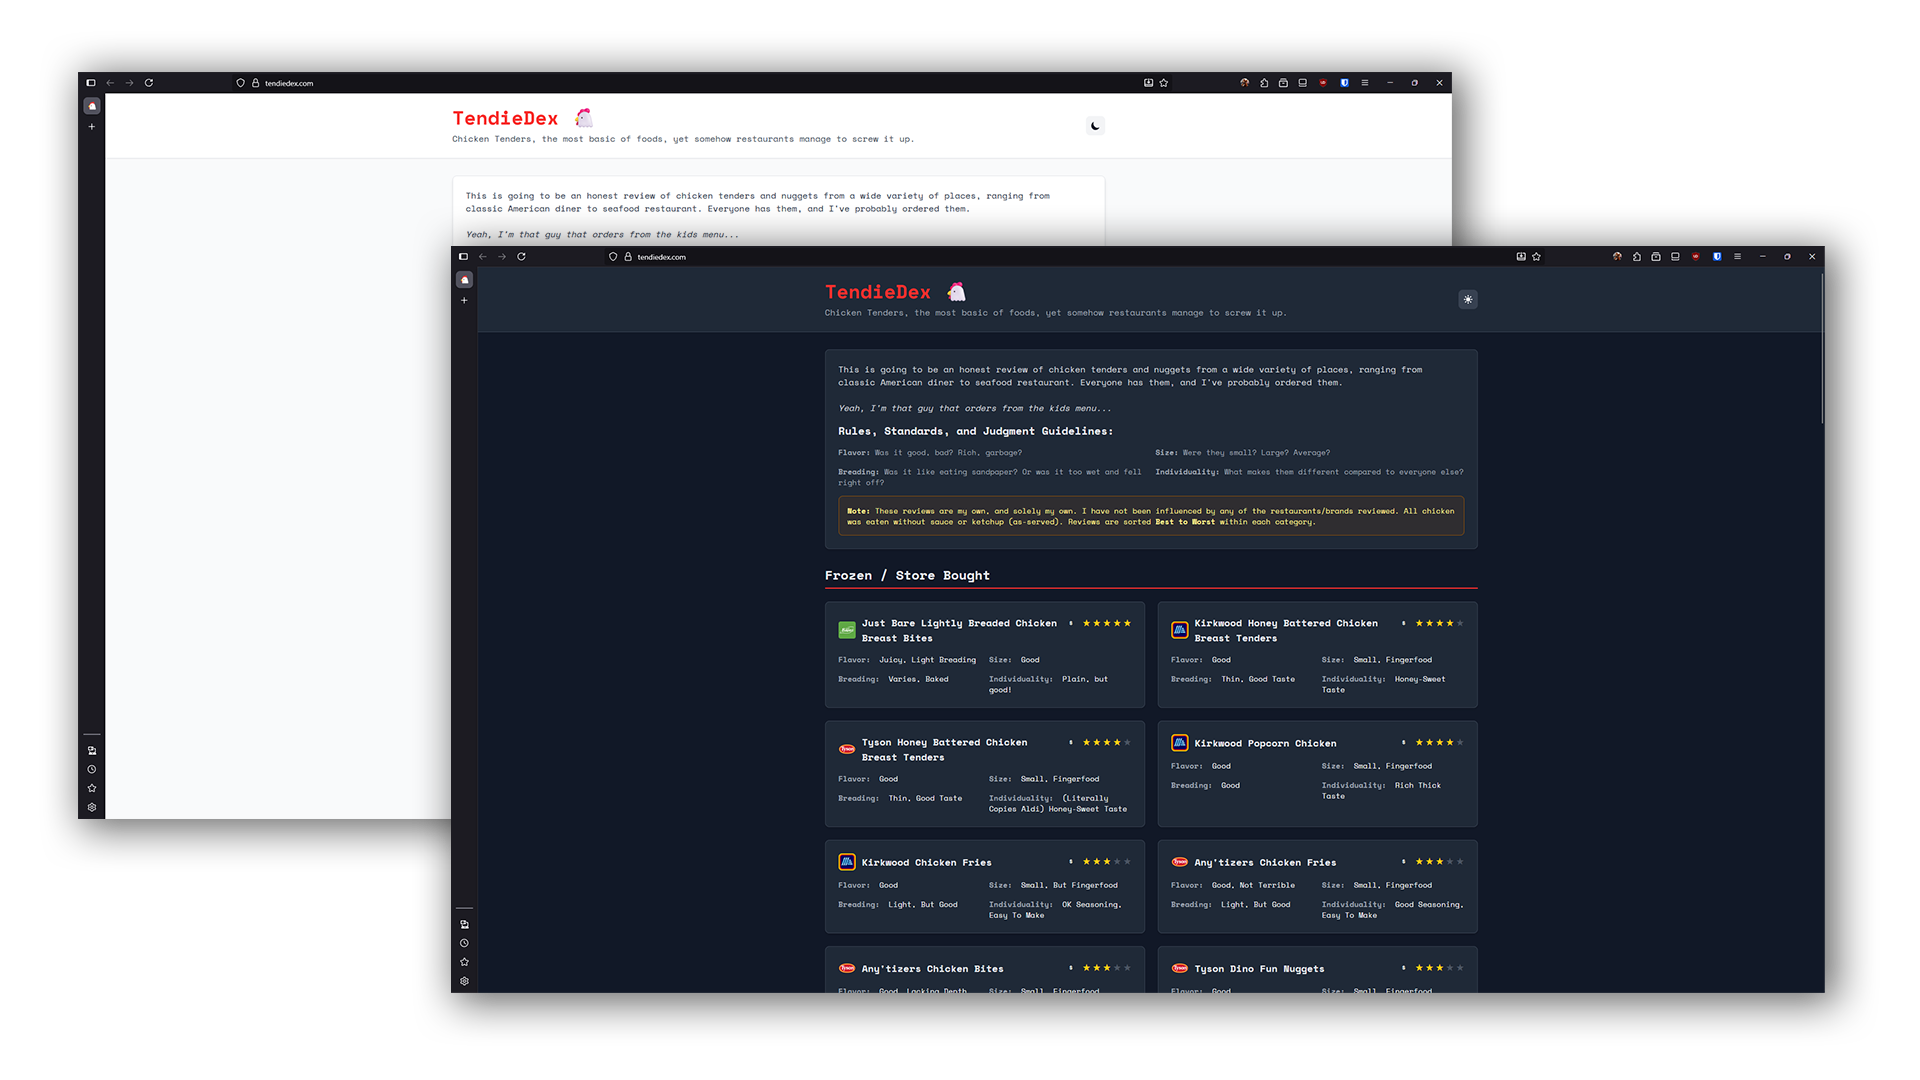 tendiedex.com
TendieDex
Chicken Tenders, the most basic of foods, yet somehow restaurants manage to screw it up.
This is going to be an honest review of chicken tenders and nuggets from a wide variety of places, ranging from
classic American diner to seafood restaurant. Everyone has them, and I've probably ordered them.
Yeah, I'm that guy that orders from the kids menu...
tendiedex.com
TendieDex
Chicken Tenders, the most basic of foods, yet somehow restaurants manage to screw it up.
This is going to be an honest review of chicken tenders and nuggets from a wide variety of places, ranging from
classic American diner to seafood restaurant. Everyone has them, and I've probably ordered them.
Yeah, I'm that guy that orders from the kids menu...
Rules, Standards, and Judgment Guidelines:
Flavor: Was it good, bad? Rich, garbage?
Size: Were they small? Large? Average?
Breading: Was it like eating sandpaper? Or was it too wet and fell
right off?
Individuality: What makes them different compared to everyone else?
Note: These reviews are my own, and solely my own. I have not been influenced by any of the restaurants/brands reviewed. All chicken
was eaten without sauce or ketchup (as-served). Reviews are sorted Best to Worst within each category.
Frozen / Store Bought
Just Bare Lightly Breaded Chicken
Breast Bites
$ ★★★★★
Flavor: Juicy, Light Breading
Size: Good
Breading: Varies, Baked
Individuality: Plain, but
good!
Kirkwood Honey Battered Chicken
Breast Tenders
$ ★★★★★
Flavor: Good
Size: Small, Fingerfood
Breading: Thin, Good Taste
Individuality: Honey-Sweet
Taste
Tyson
Tyson Honey Battered Chicken
Breast Tenders
$ ★★★★★
Flavor: Good
Size: Small, Fingerfood
Breading: Thin, Good Taste
Individuality: (Literally
Copies Aldi) Honey-Sweet Taste
Kirkwood Popcorn Chicken
$ ★★★★★
Flavor: Good
Size: Small, Fingerfood
Breading: Good
Individuality: Rich Thick
Taste
Kirkwood Chicken Fries
$ ★★★★★
Flavor: Good
Size: Small, But Fingerfood
Breading: Light, But Good
Individuality: OK Seasoning,
Easy To Make
Tyson
Any'tizers Chicken Fries
$ ★★★★★
Flavor: Good, Not Terrible
Size: Small, Fingerfood
Breading: Light, But Good
Individuality: Good Seasoning,
Easy To Make
Tyson
Any'tizers Chicken Bites
$ ★★★★★
Flavor: Good, Lacking Depth
Size: Small, Fingerfood
Tyson
Tyson Dino Fun Nuggets
$ ★★★★★
Flavor: Good
Size: Small, Fingerfood